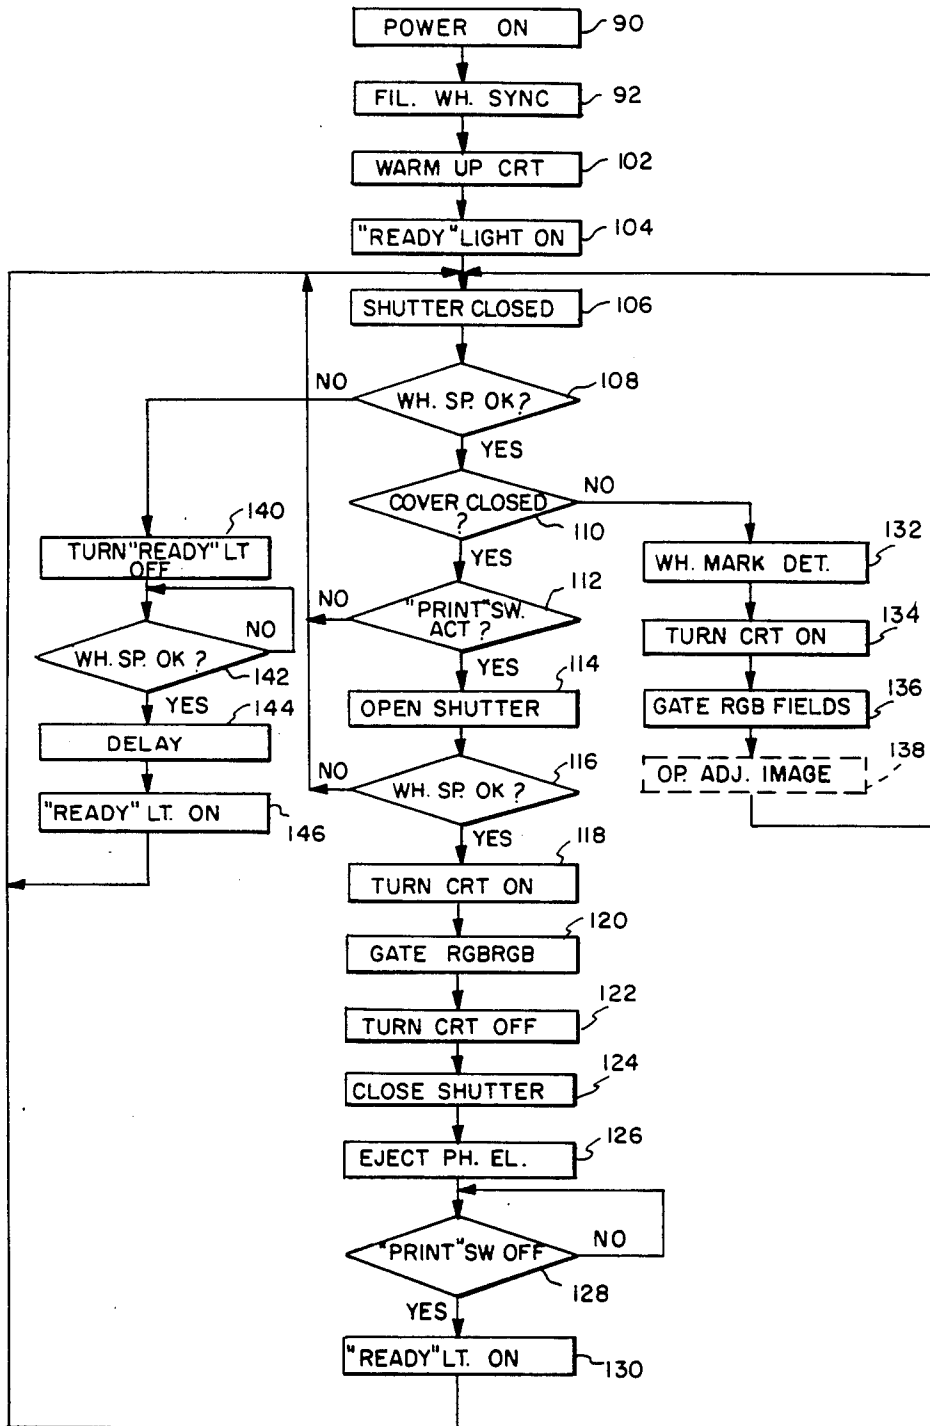 POWER ON 90
FIL. WH. SYNC 92
WARM UP CRT 102
"READY" LIGHT ON 104
SHUTTER CLOSED 106
WH. SP. OK? 108
NO
YES
COVER CLOSED
? 110
NO
YES
140
TURN "READY" LT
OFF
WH. SP. OK ? 142
NO
YES
144
DELAY
"READY" LT. ON 146
"PRINT" SW.
ACT ? 112
NO
YES
114
OPEN SHUTTER
WH. SP. OK ? 116
NO
YES
118
TURN CRT ON
120
GATE RGBRGB
122
TURN CRT OFF
124
CLOSE SHUTTER
126
EJECT PH. EL.
"PRINT" SW OFF
128
NO
YES
"READY" LT. ON 130
WH. MARK DET. 132
TURN CRT ON 134
GATE RGB FIELDS 136
OP. ADJ. IMAGE 138